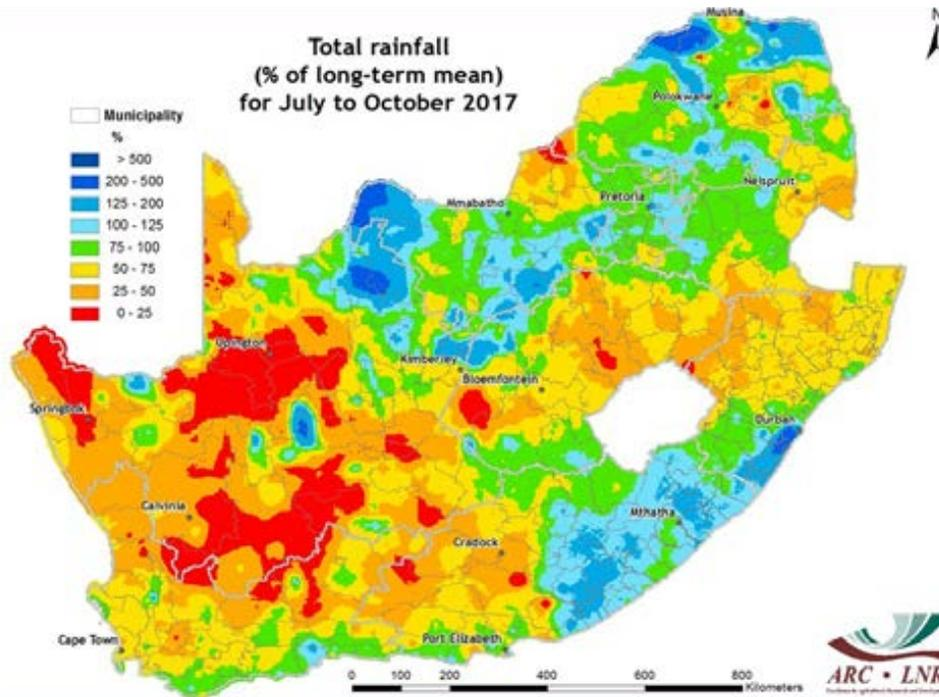 Musina
N
Total rainfall
(% of long-term mean)
for July to October 2017
Polokwane
Municipality
%
> 500
200 - 500
125 - 200
100 - 125
75 - 100
50 - 75
25 - 50
0 - 25
Nelspruit
Pretoria
Mmabatho
Upington
Kimberley
Bloemfontein
Springbok
Durban
Calvinia
Mthatha
Cradock
Cape Town
Port Elizabeth
0 100 200 400 600 800
Kilometers
ARC • LNR